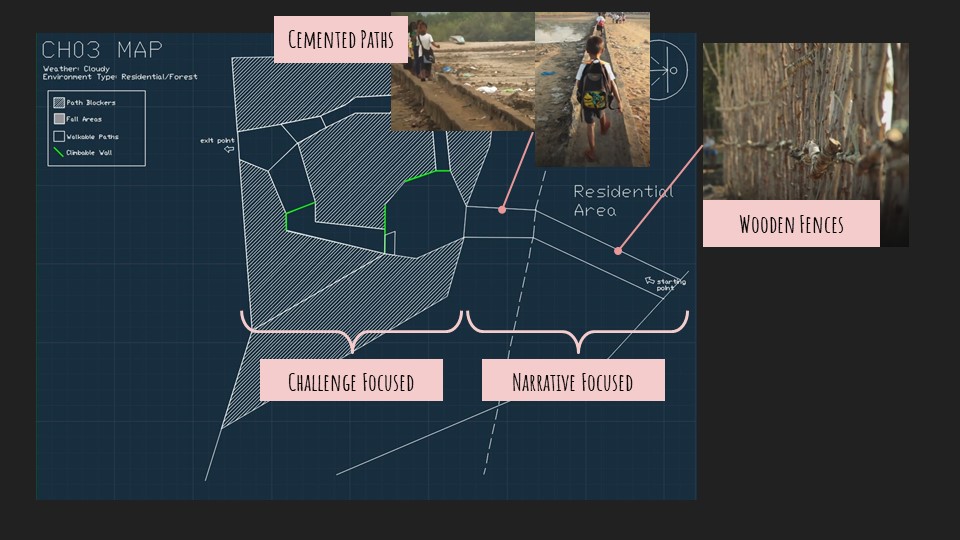 CEMENTED PATHS
CH03 MAP
Weather: Cloudy
Environment Type: Residential/Forest
Path Blockers
Fall Areas
Walkable Paths
Climbable Wall
exit point
Residential
Area
WOODEN FENCES
starting
point
CHALLENGE FOCUSED
NARRATIVE FOCUSED